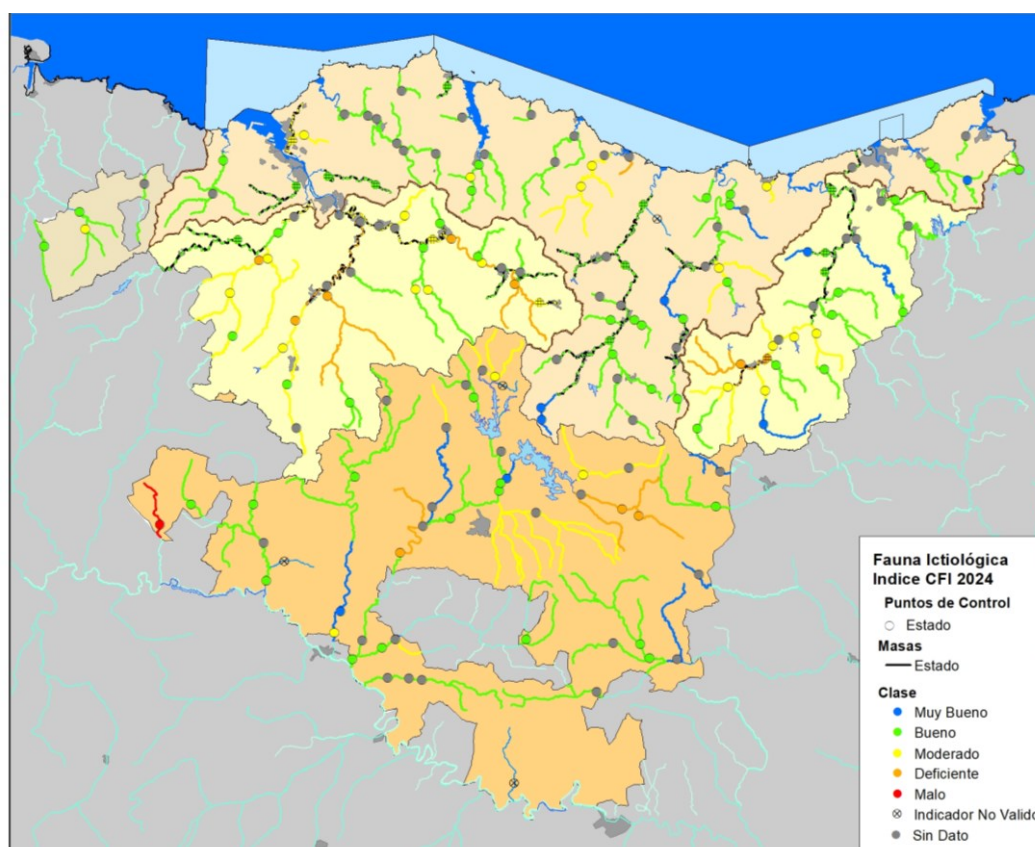 Fauna Ictiológica
Indice CFI 2024
Puntos de Control
Estado
Masas
Estado
Clase
Muy Bueno
Bueno
Moderado
Deficiente
Malo
Indicador No Valido
Sin Dato